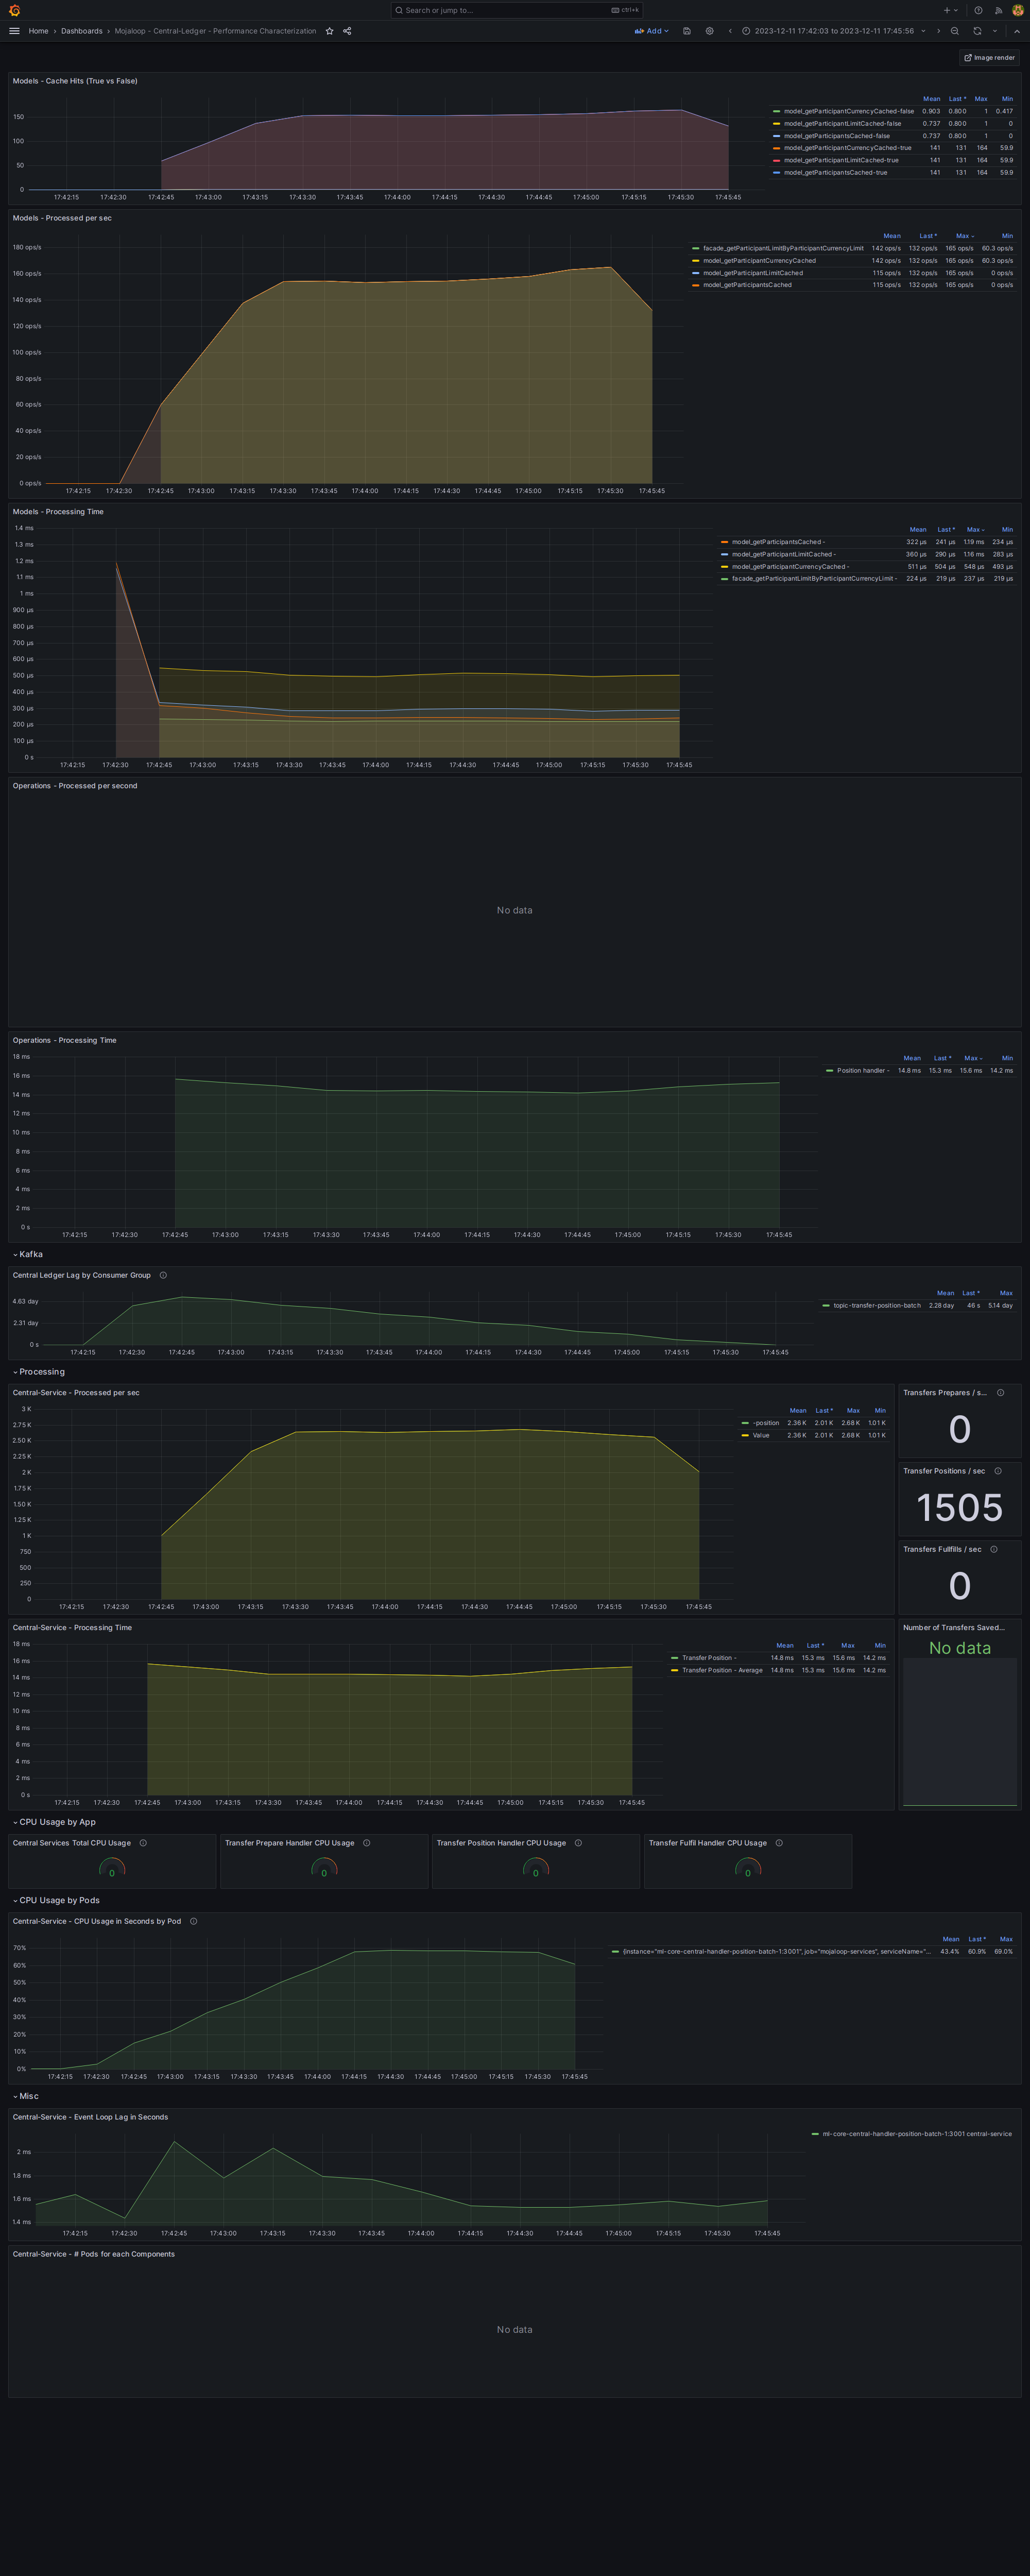 Search or jump to...
ctrl+k
Home › Dashboards › Mojaloop - Central-Ledger - Performance Characterization
Add
2023-12-11 17:42:03 to 2023-12-11 17:45:56
Image render
Models - Cache Hits (True vs False)
150
100
50
0
17:42:15 17:42:30 17:42:45 17:43:00 17:43:15 17:43:30 17:43:45 17:44:00 17:44:15 17:44:30 17:44:45 17:45:00 17:45:15 17:45:30 17:45:45
Mean Last * Max Min
model_getParticipantCurrencyCached-false 0.903 0.800 1 0.417
model_getParticipantLimitCached-false 0.737 0.800 1 0
model_getParticipantsCached-false 0.737 0.800 1 0
model_getParticipantCurrencyCached-true 141 131 164 59.9
model_getParticipantLimitCached-true 141 131 164 59.9
model_getParticipantsCached-true 141 131 164 59.9
Models - Processed per sec
180 ops/s
160 ops/s
140 ops/s
120 ops/s
100 ops/s
80 ops/s
60 ops/s
40 ops/s
20 ops/s
0 ops/s
17:42:15 17:42:30 17:42:45 17:43:00 17:43:15 17:43:30 17:43:45 17:44:00 17:44:15 17:44:30 17:44:45 17:45:00 17:45:15 17:45:30 17:45:45
Mean Last * Max Min
facade_getParticipantLimitByParticipantCurrencyLimit 142 ops/s 132 ops/s 165 ops/s 60.3 ops/s
model_getParticipantCurrencyCached 142 ops/s 132 ops/s 165 ops/s 60.3 ops/s
model_getParticipantLimitCached 115 ops/s 132 ops/s 165 ops/s 0 ops/s
model_getParticipantsCached 115 ops/s 132 ops/s 165 ops/s 0 ops/s
Models - Processing Time
1.4 ms
1.3 ms
1.2 ms
1.1 ms
1 ms
900 µs
800 µs
700 µs
600 µs
500 µs
400 µs
300 µs
200 µs
100 µs
0 s
17:42:15 17:42:30 17:42:45 17:43:00 17:43:15 17:43:30 17:43:45 17:44:00 17:44:15 17:44:30 17:44:45 17:45:00 17:45:15 17:45:30 17:45:45
Mean Last * Max Min
model_getParticipantsCached - 322 µs 241 µs 1.19 ms 234 µs
model_getParticipantLimitCached - 360 µs 290 µs 1.16 ms 283 µs
model_getParticipantCurrencyCached - 511 µs 504 µs 548 µs 493 µs
facade_getParticipantLimitByParticipantCurrencyLimit - 224 µs 219 µs 237 µs 219 µs
Operations - Processed per second
No data
Operations - Processing Time
18 ms
16 ms
14 ms
12 ms
10 ms
8 ms
6 ms
4 ms
2 ms
0 s
17:42:15 17:42:30 17:42:45 17:43:00 17:43:15 17:43:30 17:43:45 17:44:00 17:44:15 17:44:30 17:44:45 17:45:00 17:45:15 17:45:30 17:45:45
Mean Last * Max Min
Position handler - 14.8 ms 15.3 ms 15.6 ms 14.2 ms
Kafka
Central Ledger Lag by Consumer Group
4.63 day
2.31 day
0 s
17:42:15 17:42:30 17:42:45 17:43:00 17:43:15 17:43:30 17:43:45 17:44:00 17:44:15 17:44:30 17:44:45 17:45:00 17:45:15 17:45:30 17:45:45
Mean Last * Max
topic-transfer-position-batch 2.28 day 46 s 5.14 day
Processing
Central-Service - Processed per sec
3 K
2.75 K
2.50 K
2.25 K
2 K
1.75 K
1.50 K
1.25 K
1 K
750
500
250
0
17:42:15 17:42:30 17:42:45 17:43:00 17:43:15 17:43:30 17:43:45 17:44:00 17:44:15 17:44:30 17:44:45 17:45:00 17:45:15 17:45:30 17:45:45
Mean Last * Max Min
-position 2.36 K 2.01 K 2.68 K 1.01 K
Value 2.36 K 2.01 K 2.68 K 1.01 K
Transfers Prepares / s...
0
Transfer Positions / sec
1505
Transfers Fullfills / sec
0
Central-Service - Processing Time
18 ms
16 ms
14 ms
12 ms
10 ms
8 ms
6 ms
4 ms
2 ms
0 s
17:42:15 17:42:30 17:42:45 17:43:00 17:43:15 17:43:30 17:43:45 17:44:00 17:44:15 17:44:30 17:44:45 17:45:00 17:45:15 17:45:30 17:45:45
Mean Last * Max Min
Transfer Position - 14.8 ms 15.3 ms 15.6 ms 14.2 ms
Transfer Position - Average 14.8 ms 15.3 ms 15.6 ms 14.2 ms
Number of Transfers Saved...
No data
CPU Usage by App
Central Services Total CPU Usage
0
Transfer Prepare Handler CPU Usage
0
Transfer Position Handler CPU Usage
0
Transfer Fulfil Handler CPU Usage
0
CPU Usage by Pods
Central-Service - CPU Usage in Seconds by Pod
70%
60%
50%
40%
30%
20%
10%
0%
17:42:15 17:42:30 17:42:45 17:43:00 17:43:15 17:43:30 17:43:45 17:44:00 17:44:15 17:44:30 17:44:45 17:45:00 17:45:15 17:45:30 17:45:45
Mean Last * Max
{instance="ml-core-central-handler-position-batch-1:3001", job="mojaloop-services", serviceName="... 43.4% 60.9% 69.0%
Misc
Central-Service - Event Loop Lag in Seconds
2 ms
1.8 ms
1.6 ms
1.4 ms
17:42:15 17:42:30 17:42:45 17:43:00 17:43:15 17:43:30 17:43:45 17:44:00 17:44:15 17:44:30 17:44:45 17:45:00 17:45:15 17:45:30 17:45:45
ml-core-central-handler-position-batch-1:3001 central-service
Central-Service - # Pods for each Components
No data